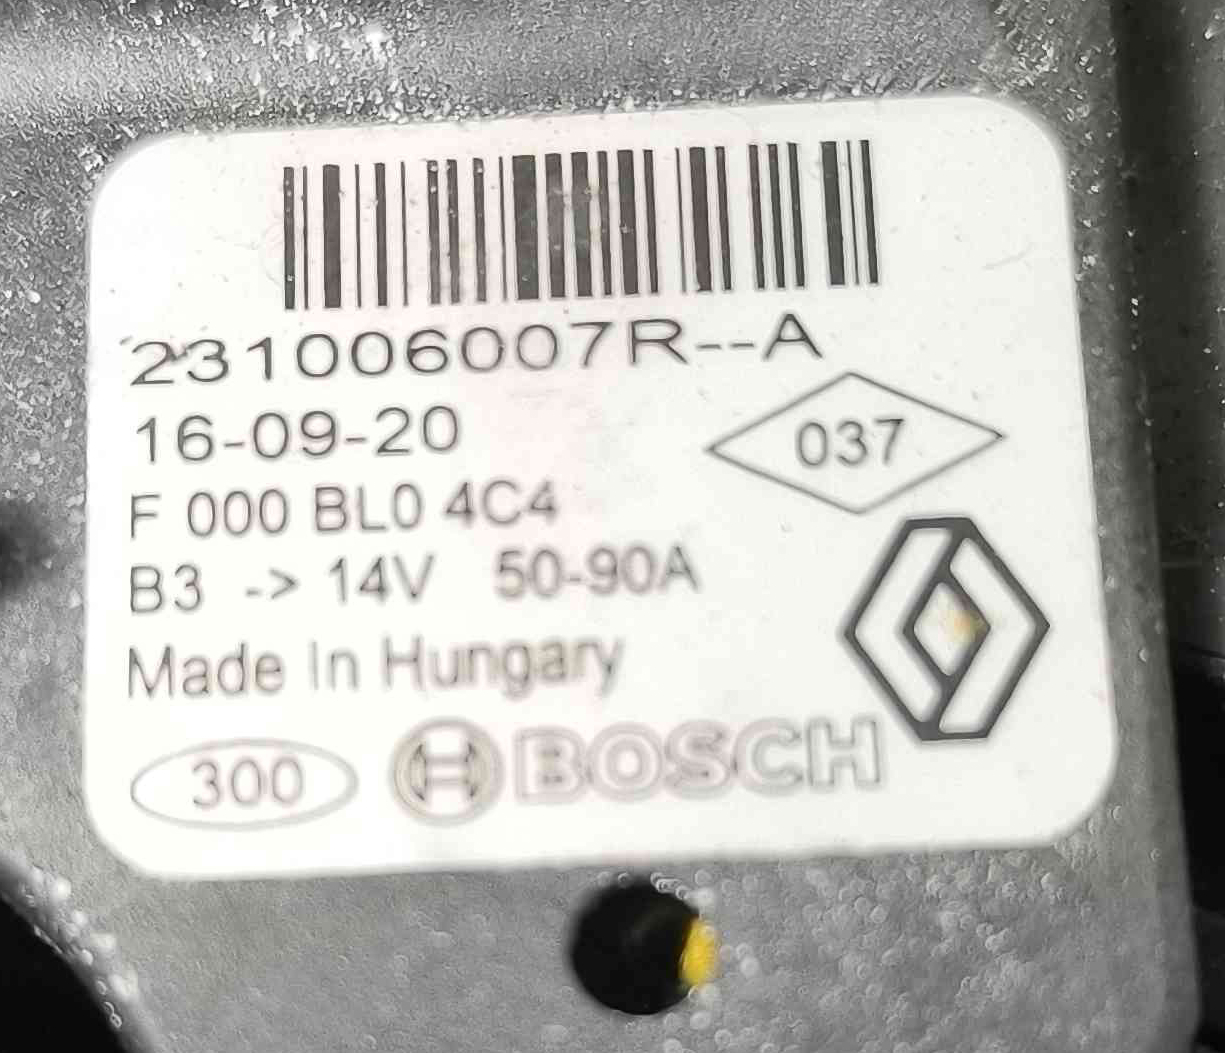 231006007R--A
16-09-20
037
F 000 BL0 4C4
B3 -> 14V 50-90A
Made In Hungary
300
BOSCH